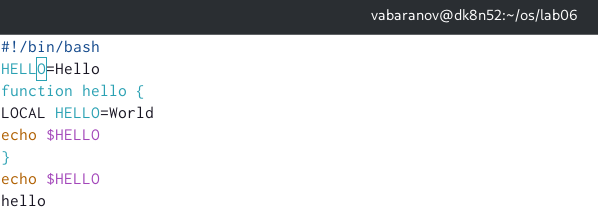 vabaranov@dk8n52:~/os/lab06
#!/bin/bash
HELLO=Hello
function hello {
LOCAL HELLO=World
echo $HELLO
}
echo $HELLO
hello